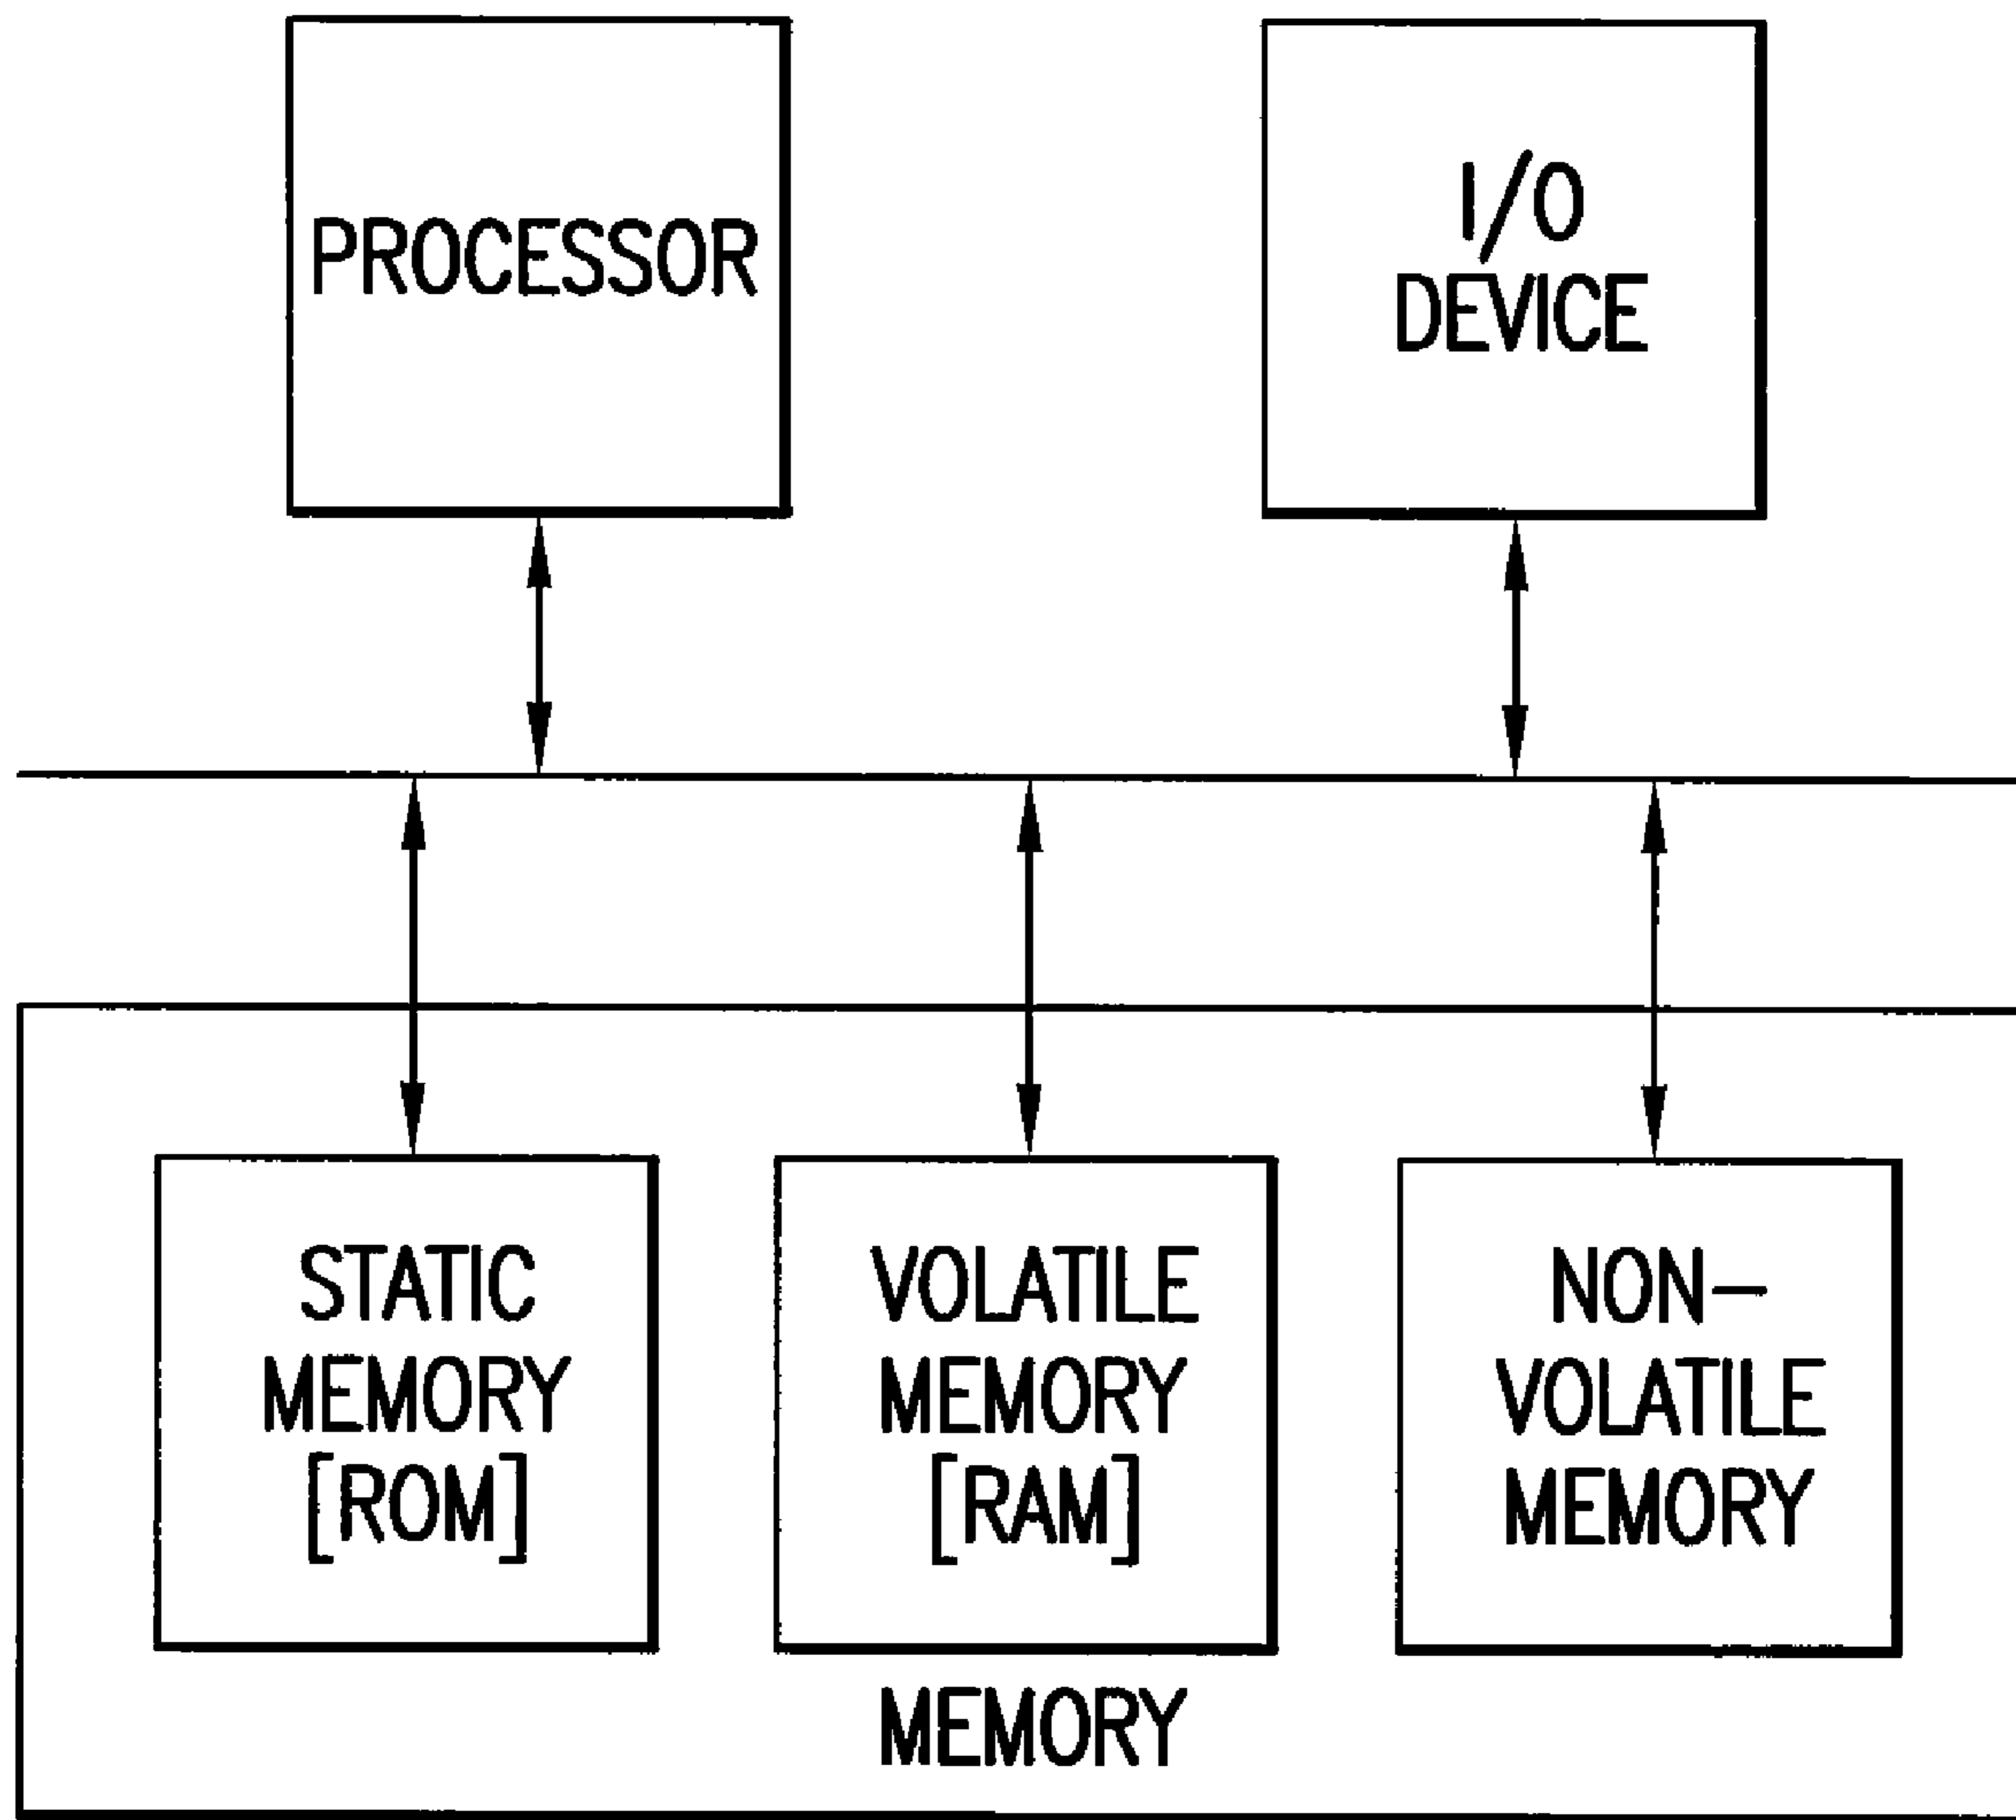 PROCESSOR
I/O
DEVICE
STATIC
MEMORY
[ROM]
VOLATILE
MEMORY
[RAM]
NON-
VOLATILE
MEMORY
MEMORY